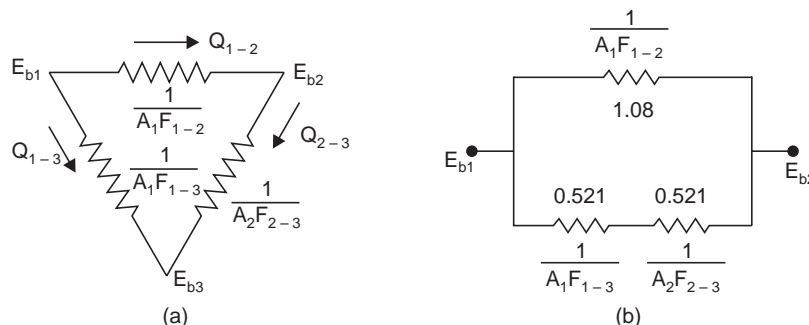 Q1 – 2
Eb1
Eb2
1
A1F1 – 2
Q1 – 3
Q2 – 3
1
A1F1 – 3
1
A2F2 – 3
Eb3
(a)
1
A1F1 – 2
1.08
Eb1
Eb2
0.521
0.521
1
A1F1 – 3
1
A2F2 – 3
(b)